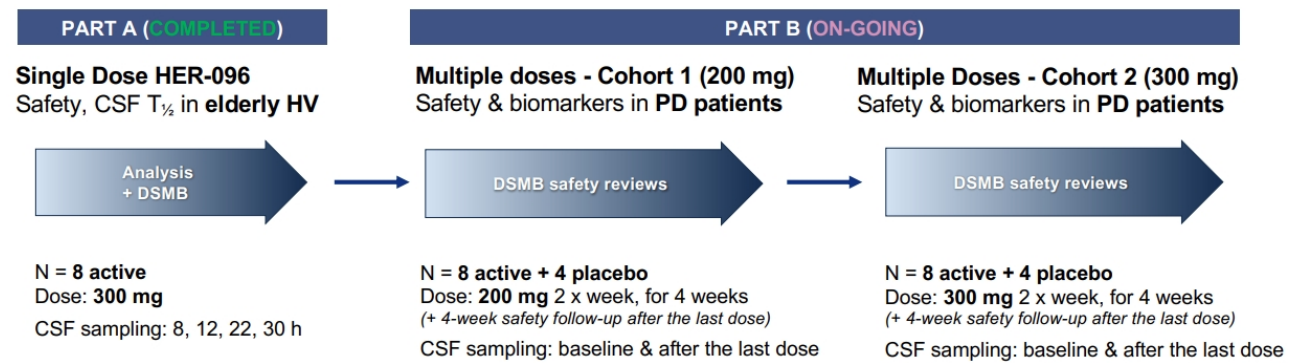 PART A (COMPLETED)
Single Dose HER-096
Safety, CSF T½ in elderly HV
Analysis
+ DSMB
N = 8 active
Dose: 300 mg
CSF sampling: 8, 12, 22, 30 h
PART B (ON-GOING)
Multiple doses - Cohort 1 (200 mg)
Safety & biomarkers in PD patients
DSMB safety reviews
N = 8 active + 4 placebo
Dose: 200 mg 2 x week, for 4 weeks
(+ 4-week safety follow-up after the last dose)
CSF sampling: baseline & after the last dose
Multiple Doses - Cohort 2 (300 mg)
Safety & biomarkers in PD patients
DSMB safety reviews
N = 8 active + 4 placebo
Dose: 300 mg 2 x week, for 4 weeks
(+ 4-week safety follow-up after the last dose)
CSF sampling: baseline & after the last dose